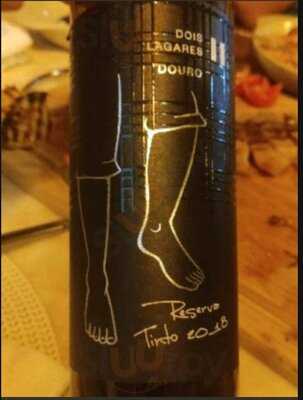 DOIS
LAGARES
DOURO
Reserva
Tinto 2018